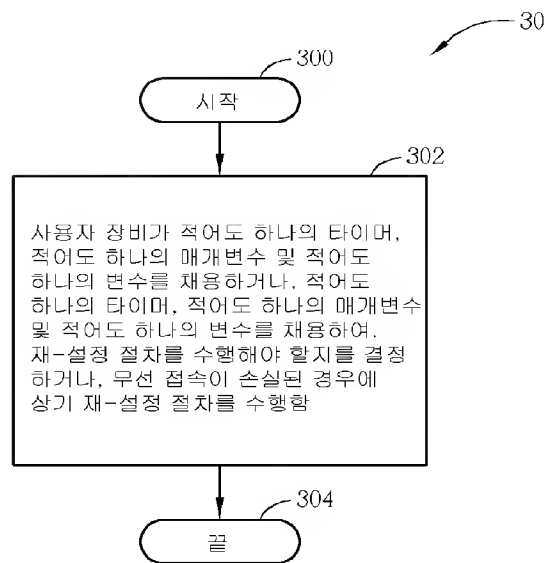 30
300
시작
302
사용자 장비가 적어도 하나의 타이머,
적어도 하나의 매개변수 및 적어도
하나의 변수를 채용하거나, 적어도
하나의 타이머, 적어도 하나의 매개변수
및 적어도 하나의 변수를 채용하여.
재-설정 절차를 수행해야 할지를 결정
하거나, 무선 접속이 손실된 경우에
상기 재-설정 절차를 수행함
304
끝